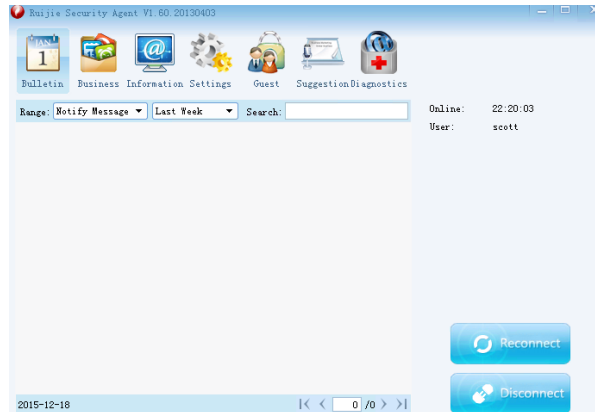 Ruijie Security Agent V1.60.20130403
Bulletin Business Information Settings Guest Suggestion Diagnostics
Range: Notify Message Last Week Search:
Online: 22:20:03
User: scott
Reconnect
Disconnect
2015-12-18 0 /0